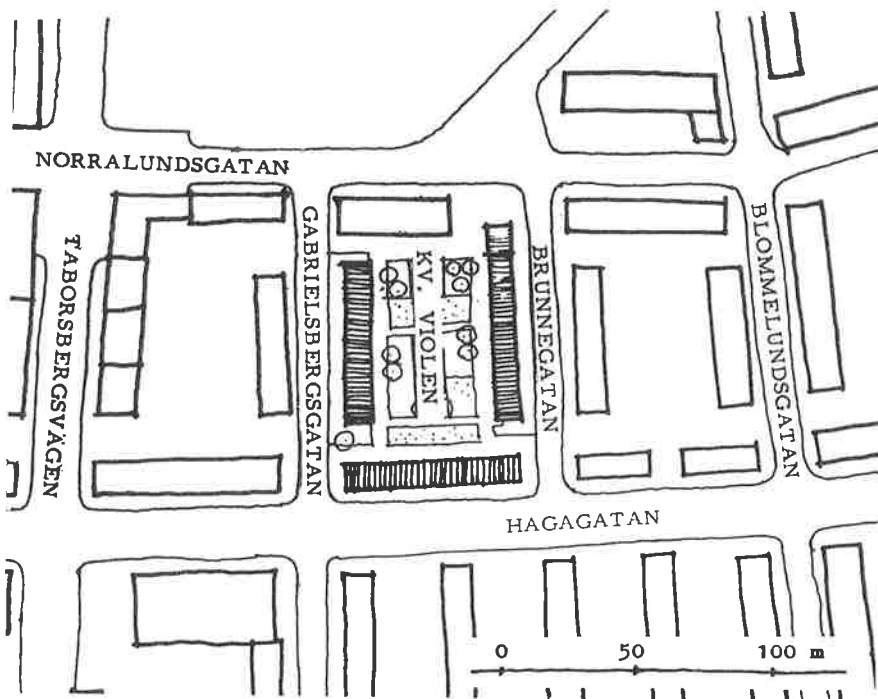 NORRALUNDSGATAN
TABORSBERGSVÄGEN
GABRIELSBERGSGATAN
KV. VIOLEN
BRUNNEGATAN
BLOMMELUNDSGATAN
HAGAGATAN
0 50 100 m